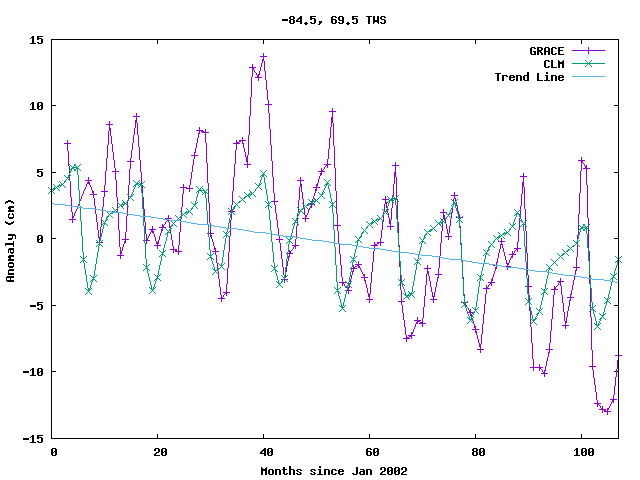 -84.5, 69.5 TWS
GRACE
CLM
Trend Line
15
10
5
0
-5
-10
-15
Anomaly (cm)
0 20 40 60 80 100
Months since Jan 2002